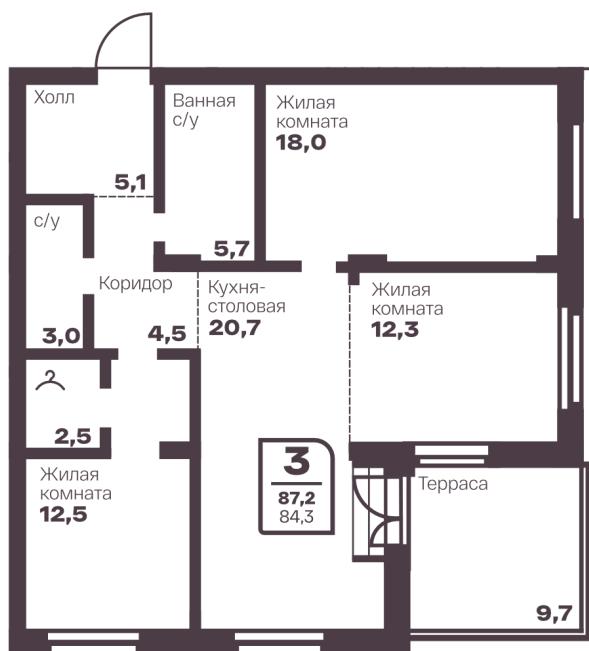 Холл
5,1
Ванная
с/у
5,7
Жилая
комната
18,0
с/у
3,0
Коридор
4,5
Кухня-
столовая
20,7
Жилая
комната
12,3
2,5
Жилая
комната
12,5
3
87,2
84,3
Терраса
9,7